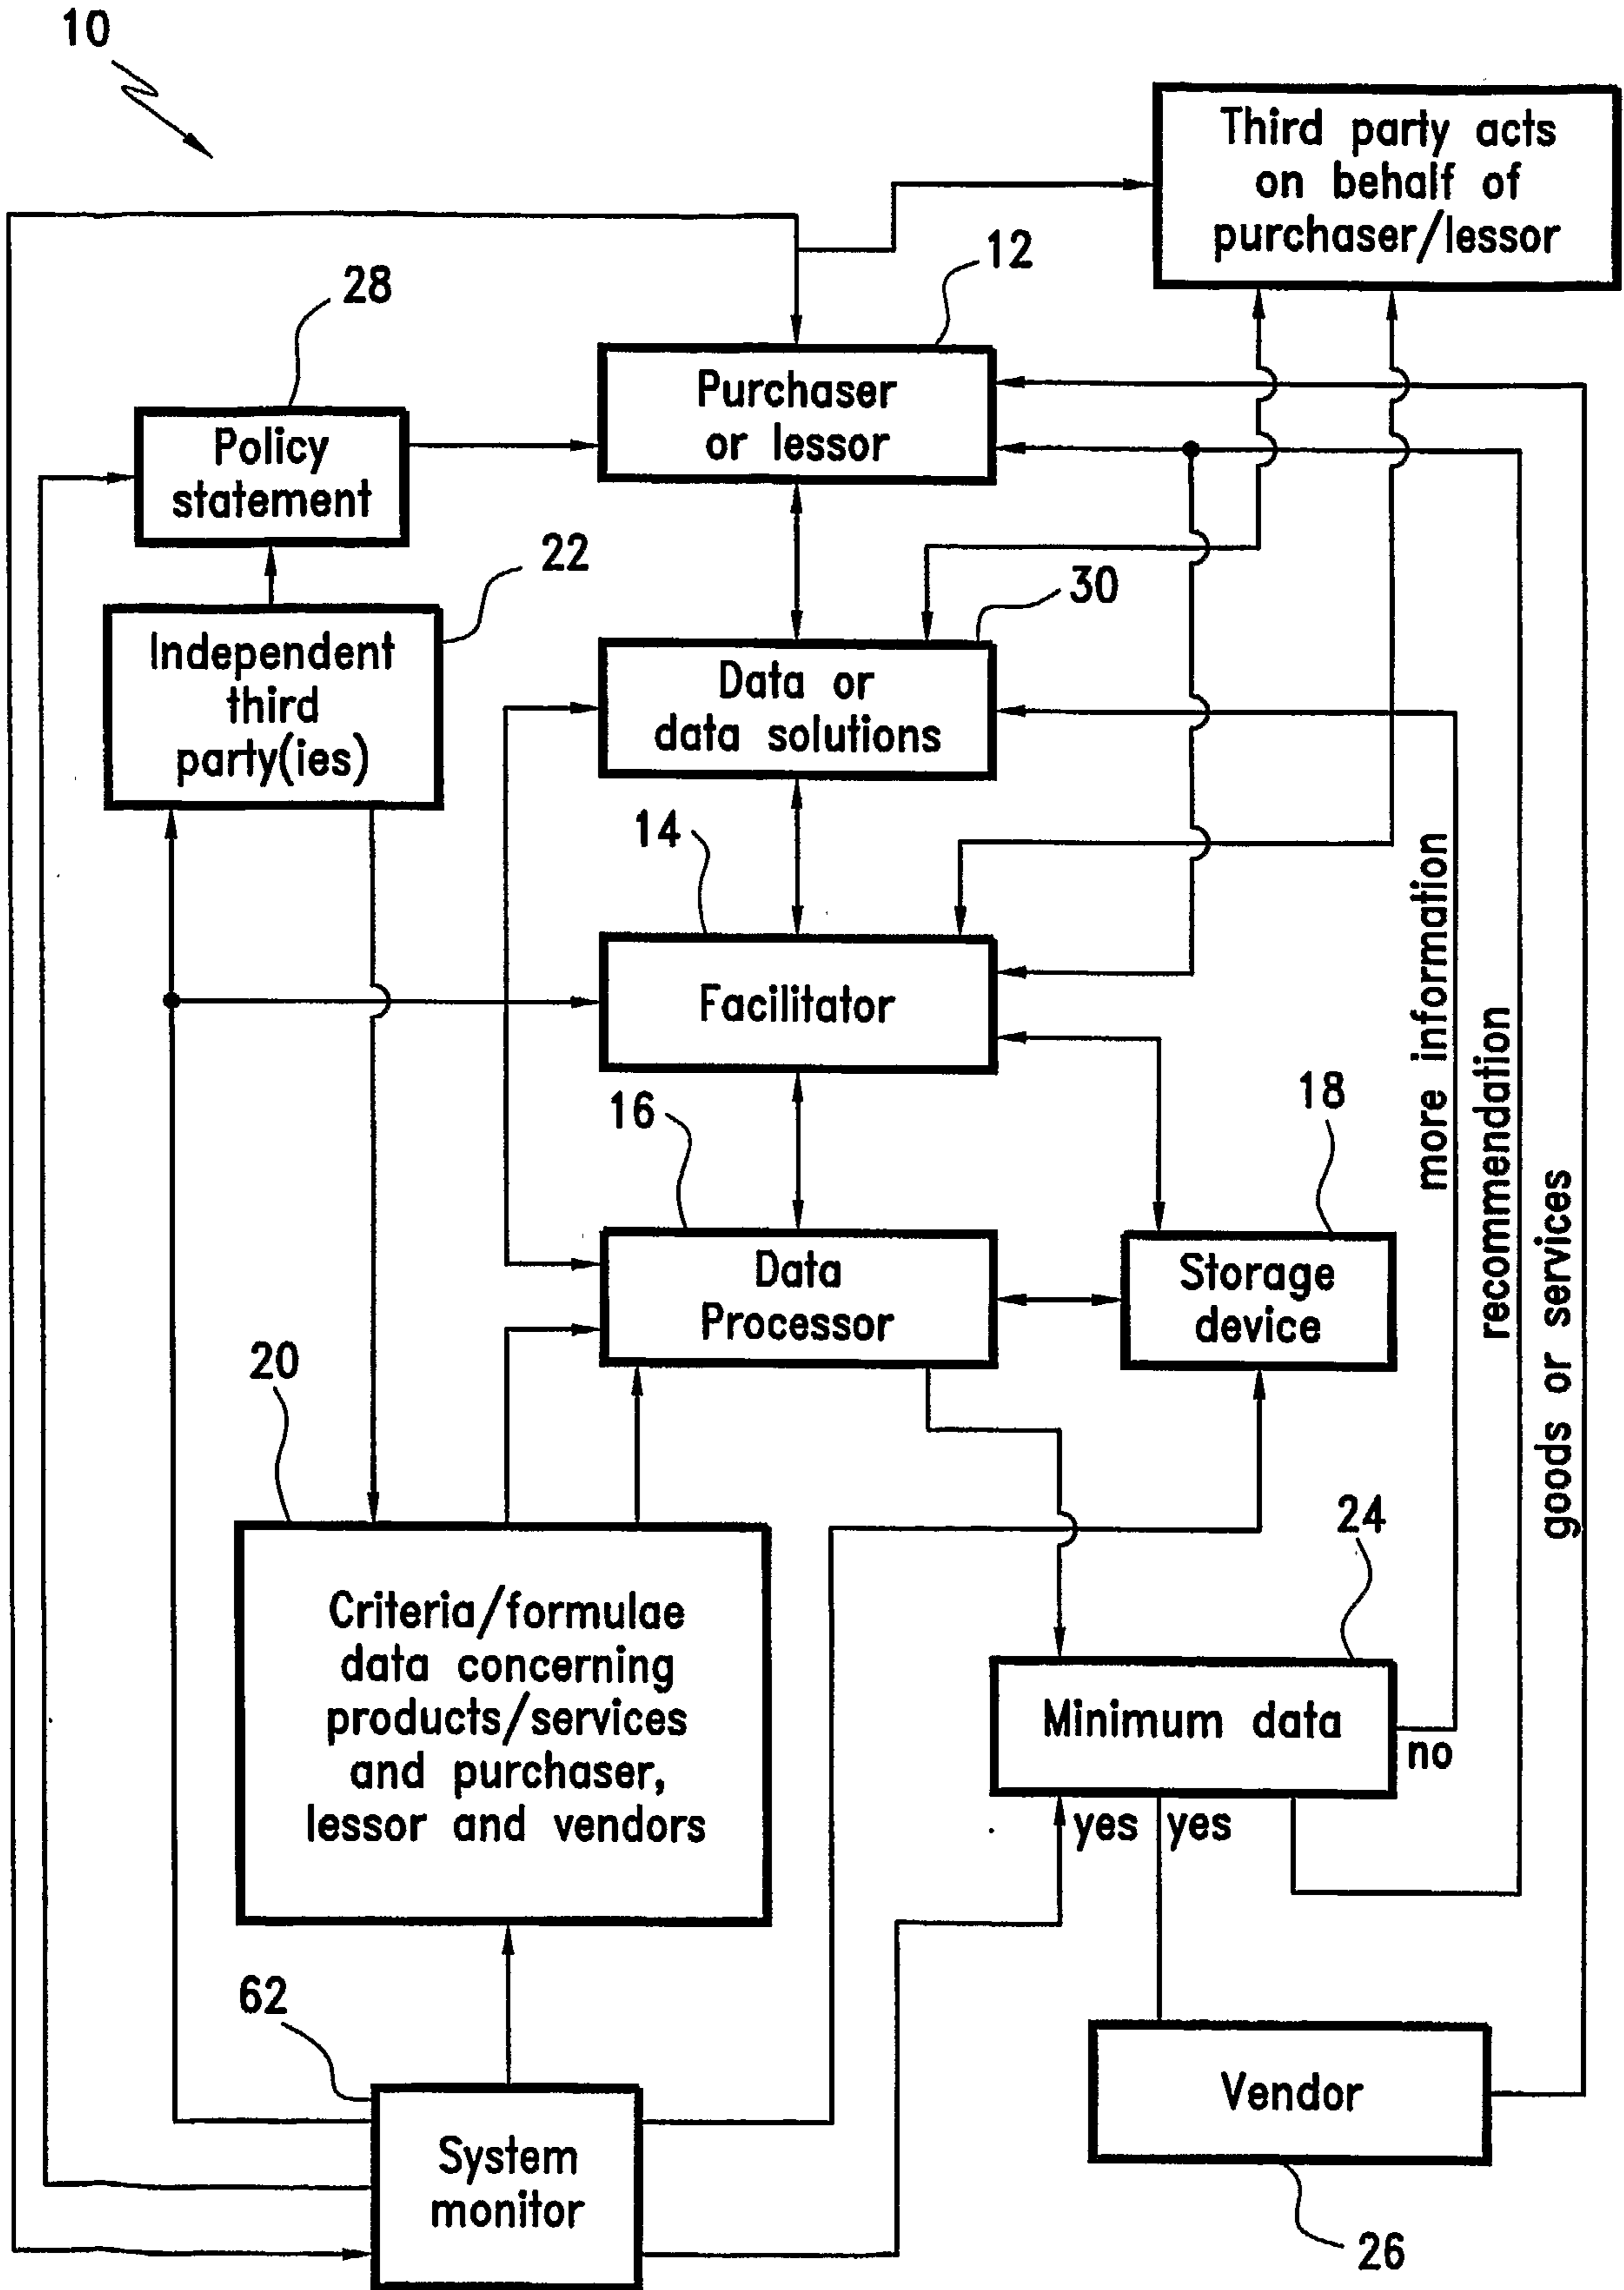 10
Third party acts
on behalf of
purchaser/lessor
12
28
Purchaser
or lessor
Policy
statement
22
30
Independent
third
party(ies)
Data or
data solutions
14
more information
Facilitator
recommendation
16
18
goods or services
Data
Processor
Storage
device
20
24
Criteria/formulae
data concerning
products/services
and purchaser,
lessor and vendors
Minimum data
no
yes yes
62
Vendor
System
monitor
26